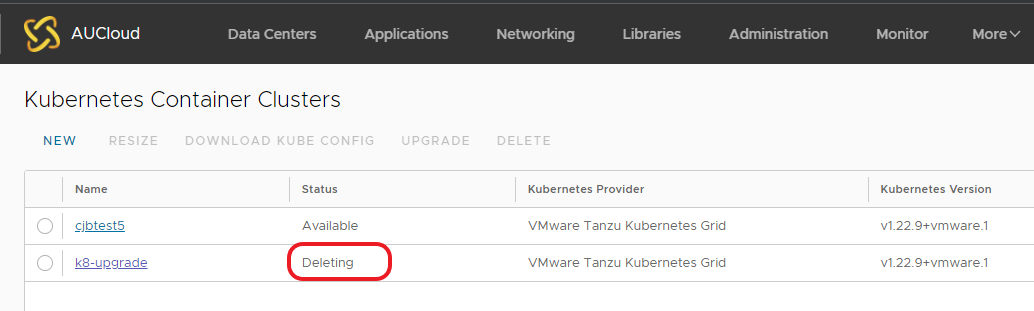 AUCloud Data Centers Applications Networking Libraries Administration Monitor More
Kubernetes Container Clusters
NEW RESIZE DOWNLOAD KUBE CONFIG UPGRADE DELETE
Name Status Kubernetes Provider Kubernetes Version
cjbtest5 Available VMware Tanzu Kubernetes Grid v1.22.9+vmware.1
k8-upgrade Deleting VMware Tanzu Kubernetes Grid v1.22.9+vmware.1